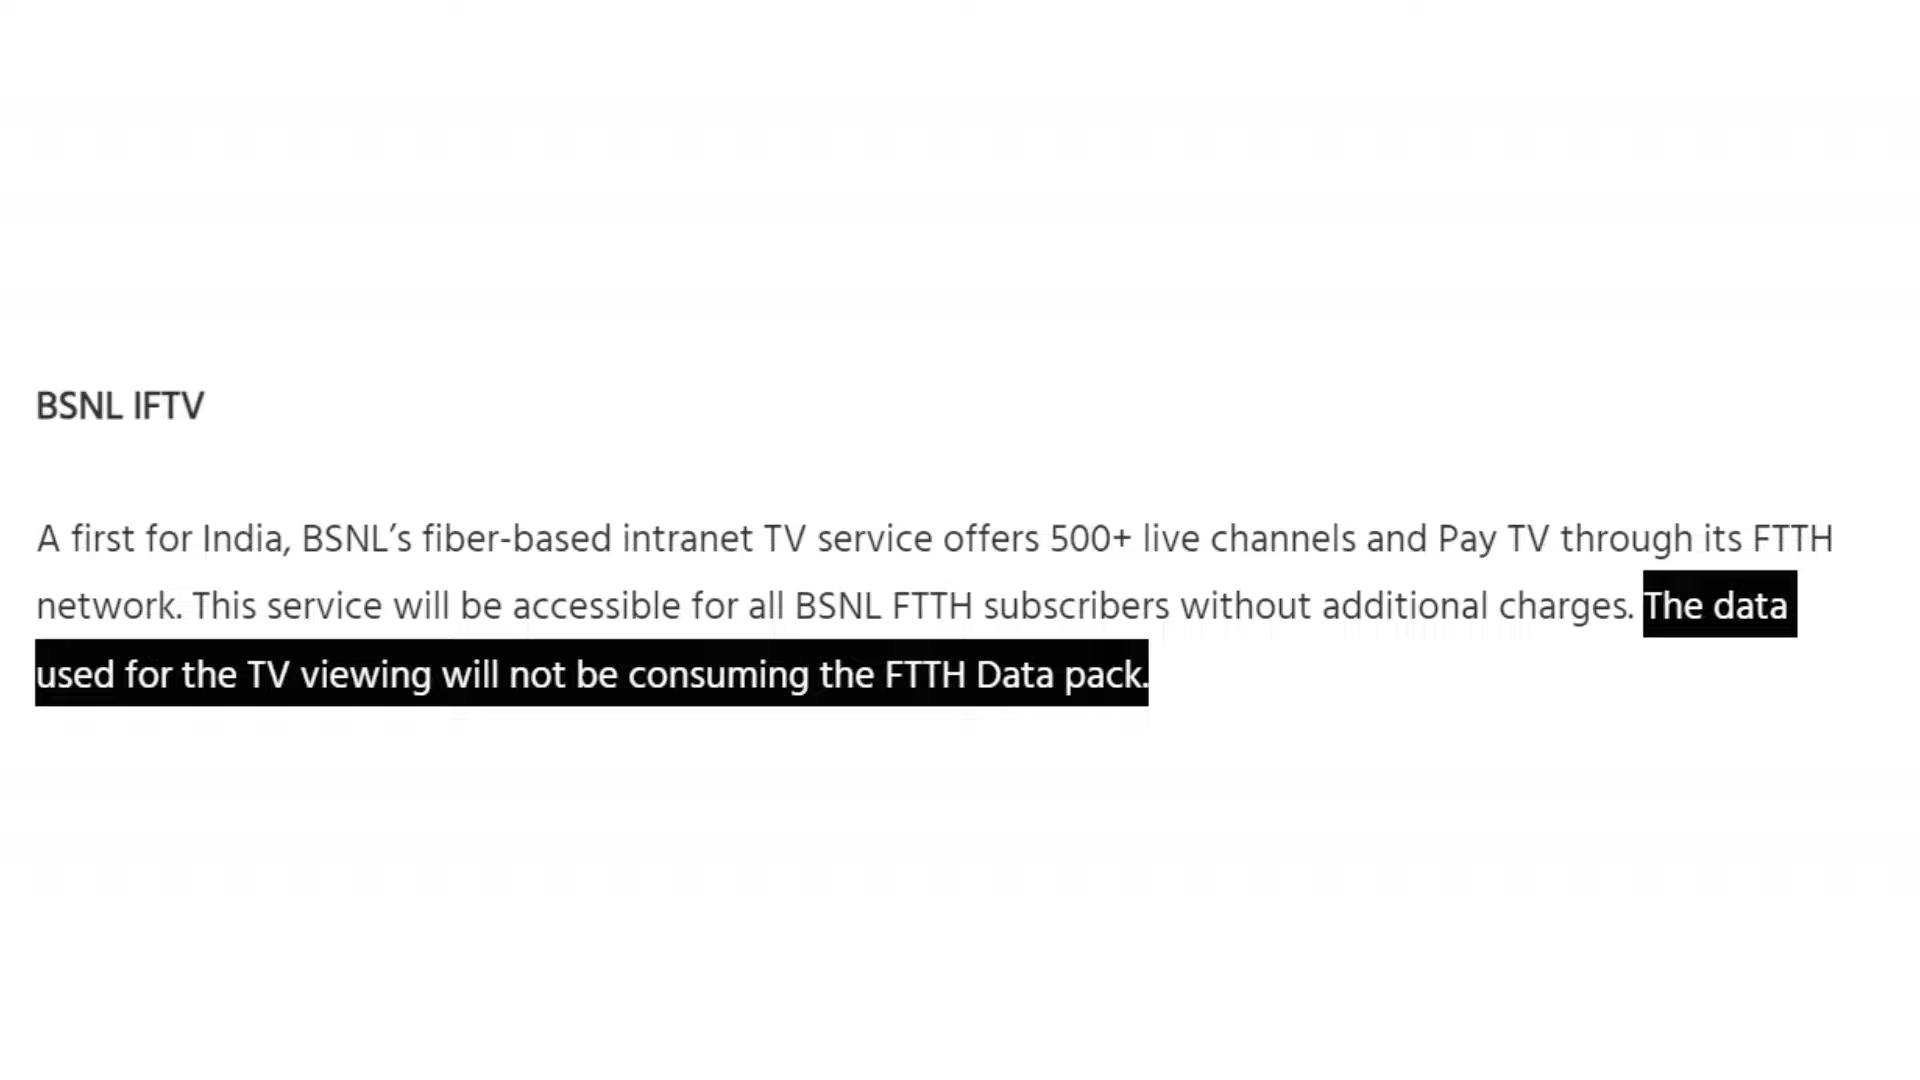 BSNL IFTV
A first for India, BSNL’s fiber-based intranet TV service offers 500+ live channels and Pay TV through its FTTH
network. This service will be accessible for all BSNL FTTH subscribers without additional charges. The data
used for the TV viewing will not be consuming the FTTH Data pack.